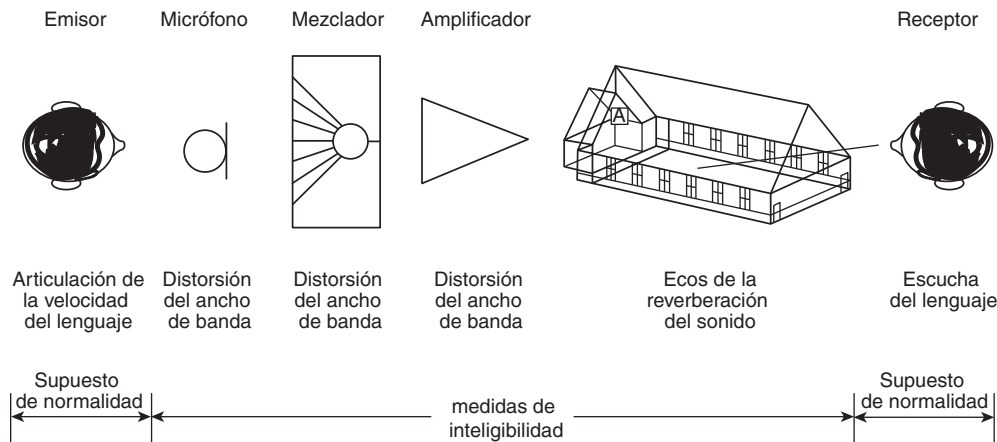 Emisor Micrófono Mezclador Amplificador Receptor
A
Articulación de
la velocidad
del lenguaje
Distorsión
del ancho
de banda
Distorsión
del ancho
de banda
Distorsión
del ancho
de banda
Ecos de la
reverberación
del sonido
Escucha
del lenguaje
Supuesto
de normalidad
medidas de
inteligibilidad
Supuesto
de normalidad